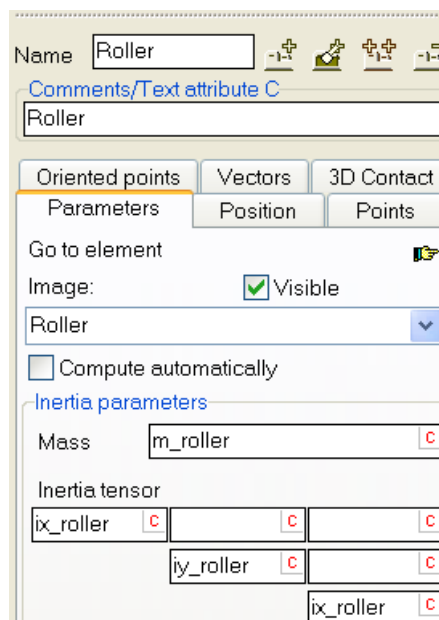 Name Roller
Comments/Text attribute C
Roller
Oriented points Vectors 3D Contact
Parameters Position Points
Go to element
Image: Visible
Roller
Compute automatically
Inertia parameters
Mass m_roller C
Inertia tensor
ix_roller C C C
iy_roller C C
ix_roller C